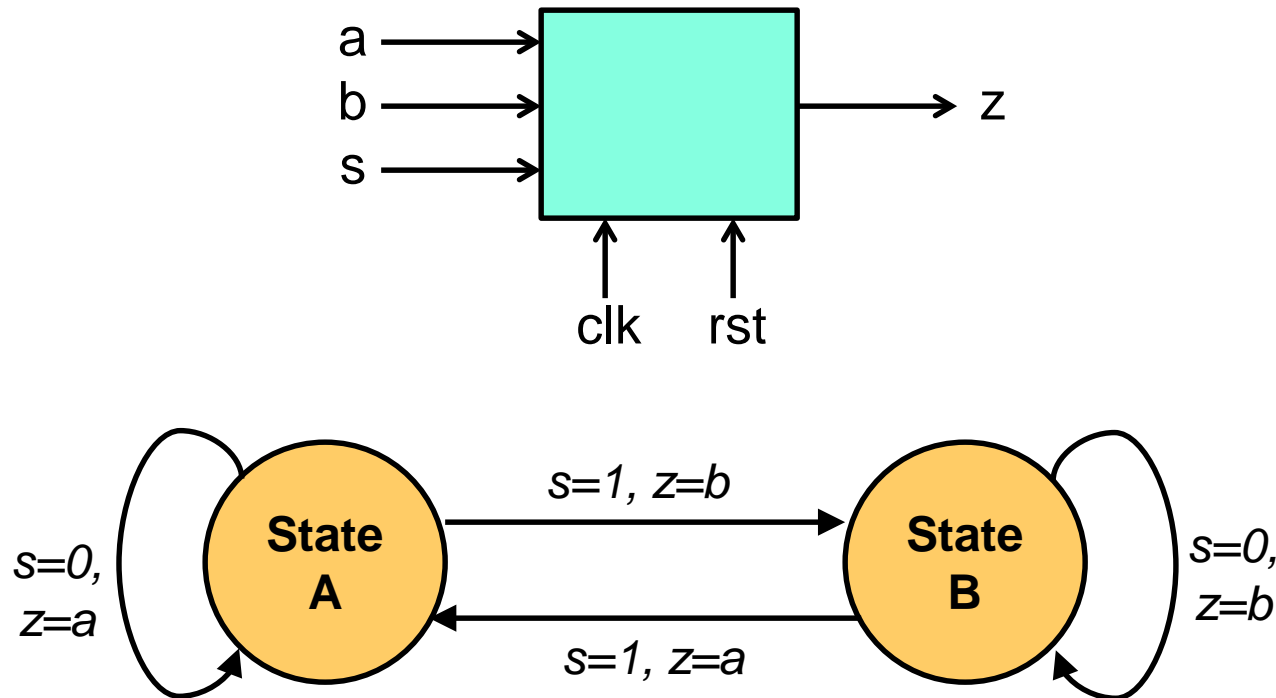 a
b
s
z
clk
rst
s=1, z=b
State
A
State
B
s=0,
z=a
s=0,
z=b
s=1, z=a